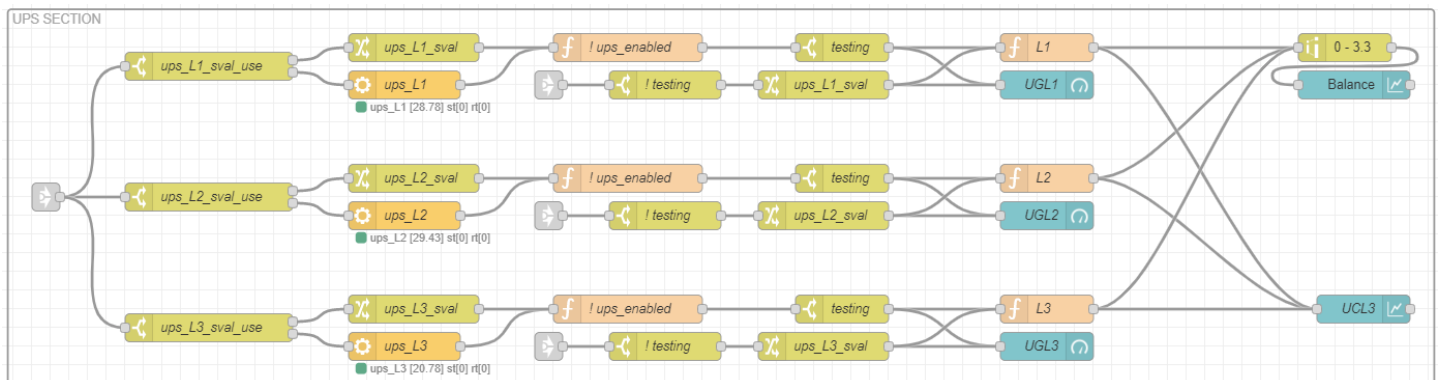 UPS SECTION
ups_L1_sval_use
ups_L1_sval
ups_L1
ups_L1 [28.78] st[0] rt[0]
! ups_enabled
testing
! testing
ups_L1_sval
L1
UGL1
0 - 3.3
Balance
ups_L2_sval_use
ups_L2_sval
ups_L2
ups_L2 [29.43] st[0] rt[0]
! ups_enabled
testing
! testing
ups_L2_sval
L2
UGL2
ups_L3_sval_use
ups_L3_sval
ups_L3
ups_L3 [20.78] st[0] rt[0]
! ups_enabled
testing
! testing
ups_L3_sval
L3
UGL3
UCL3